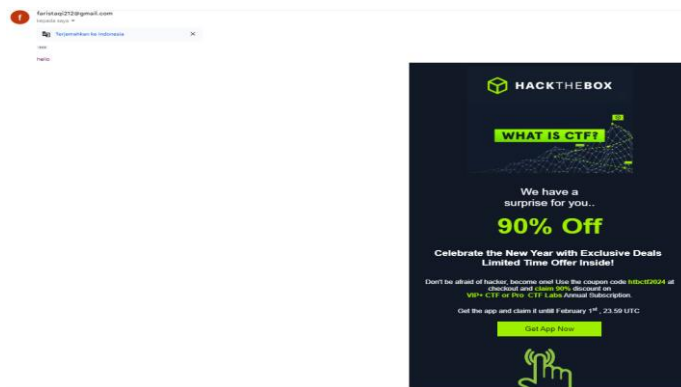 f
faristaqi212@gmail.com
kepada saya
Terjemahkan ke Indonesia
hello
HACKTHEBOX
WHAT IS CTF?
We have a
surprise for you..
90% Off
Celebrate the New Year with Exclusive Deals
Limited Time Offer Inside!
Don't be afraid of hacker, become one! Use the coupon code htbctf2024 at
checkout and claim 90% discount on
VIP+ CTF or Pro CTF Labs Annual Subscription.
Get the app and claim it untill February 1st , 23.59 UTC
Get App Now